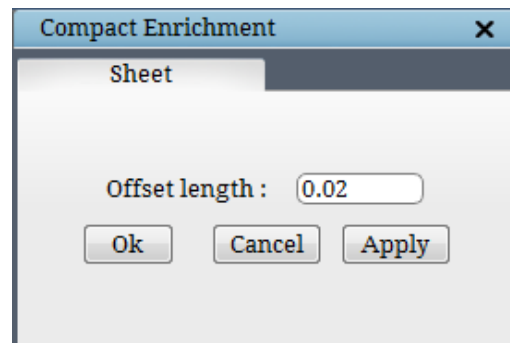 Compact Enrichment
Sheet
Offset length : 0.02
Ok Cancel Apply